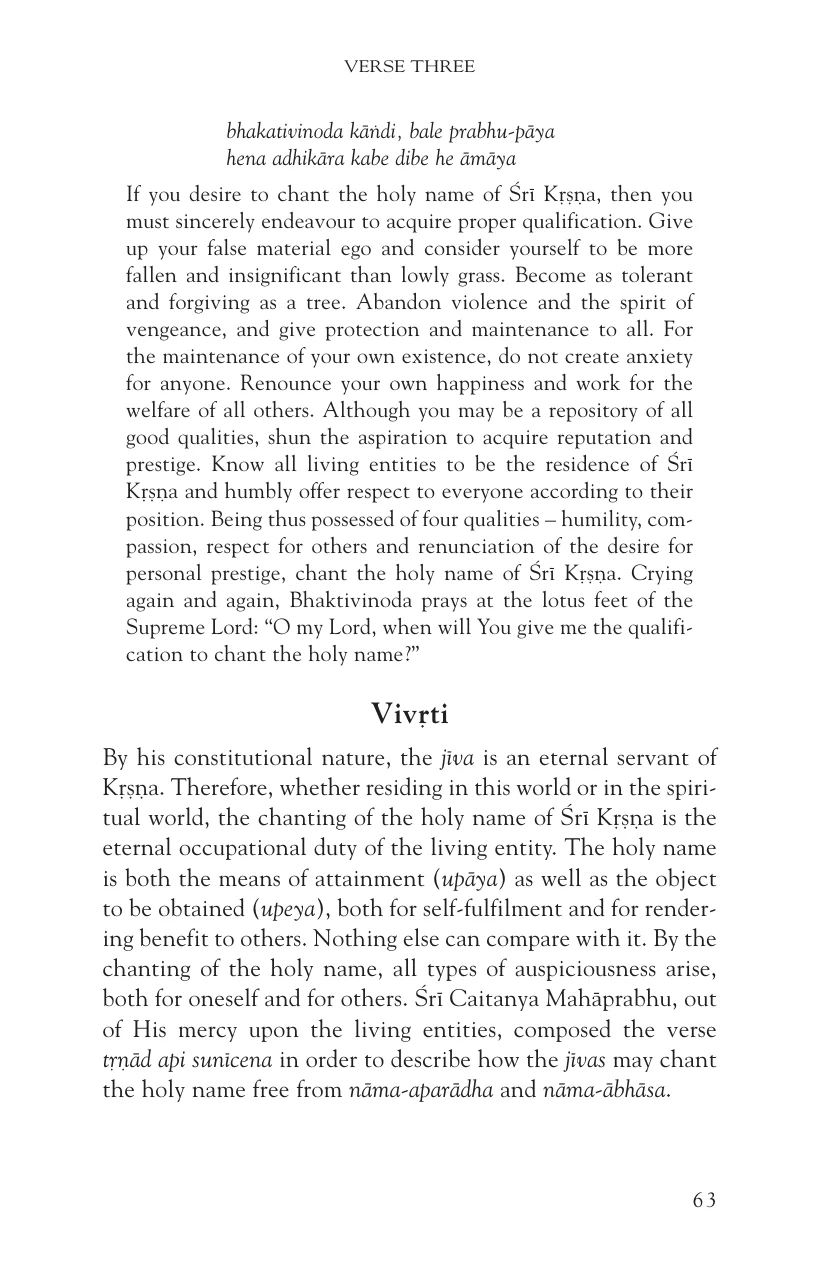 VERSE THREE
bhakativinoda kāṅdi, bale prabhu-pāya
hena adhikāra kabe dibe he āmāya
If you desire to chant the holy name of Śrī Kṛṣṇa, then you
must sincerely endeavour to acquire proper qualification. Give
up your false material ego and consider yourself to be more
fallen and insignificant than lowly grass. Become as tolerant
and forgiving as a tree. Abandon violence and the spirit of
vengeance, and give protection and maintenance to all. For
the maintenance of your own existence, do not create anxiety
for anyone. Renounce your own happiness and work for the
welfare of all others. Although you may be a repository of all
good qualities, shun the aspiration to acquire reputation and
prestige. Know all living entities to be the residence of Śrī
Kṛṣṇa and humbly offer respect to everyone according to their
position. Being thus possessed of four qualities – humility, com-
passion, respect for others and renunciation of the desire for
personal prestige, chant the holy name of Śrī Kṛṣṇa. Crying
again and again, Bhaktivinoda prays at the lotus feet of the
Supreme Lord: “O my Lord, when will You give me the qualifi-
cation to chant the holy name?”
Vivṛti
By his constitutional nature, the jīva is an eternal servant of
Kṛṣṇa. Therefore, whether residing in this world or in the spiri-
tual world, the chanting of the holy name of Śrī Kṛṣṇa is the
eternal occupational duty of the living entity. The holy name
is both the means of attainment (upāya) as well as the object
to be obtained (upeya), both for self-fulfilment and for render-
ing benefit to others. Nothing else can compare with it. By the
chanting of the holy name, all types of auspiciousness arise,
both for oneself and for others. Śrī Caitanya Mahāprabhu, out
of His mercy upon the living entities, composed the verse
tṛṇād api sunīcena in order to describe how the jīvas may chant
the holy name free from nāma-aparādha and nāma-ābhāsa.
63